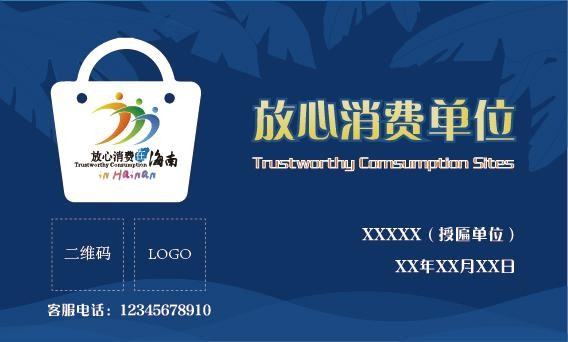 放心消费在海南
Trustworthy Consumption
in Hainan
放心消费单位
Trustworthy Comsumption Sites
二维码
LOGO
客服电话：12345678910
XXXXX（授匾单位）
XX年XX月XX日